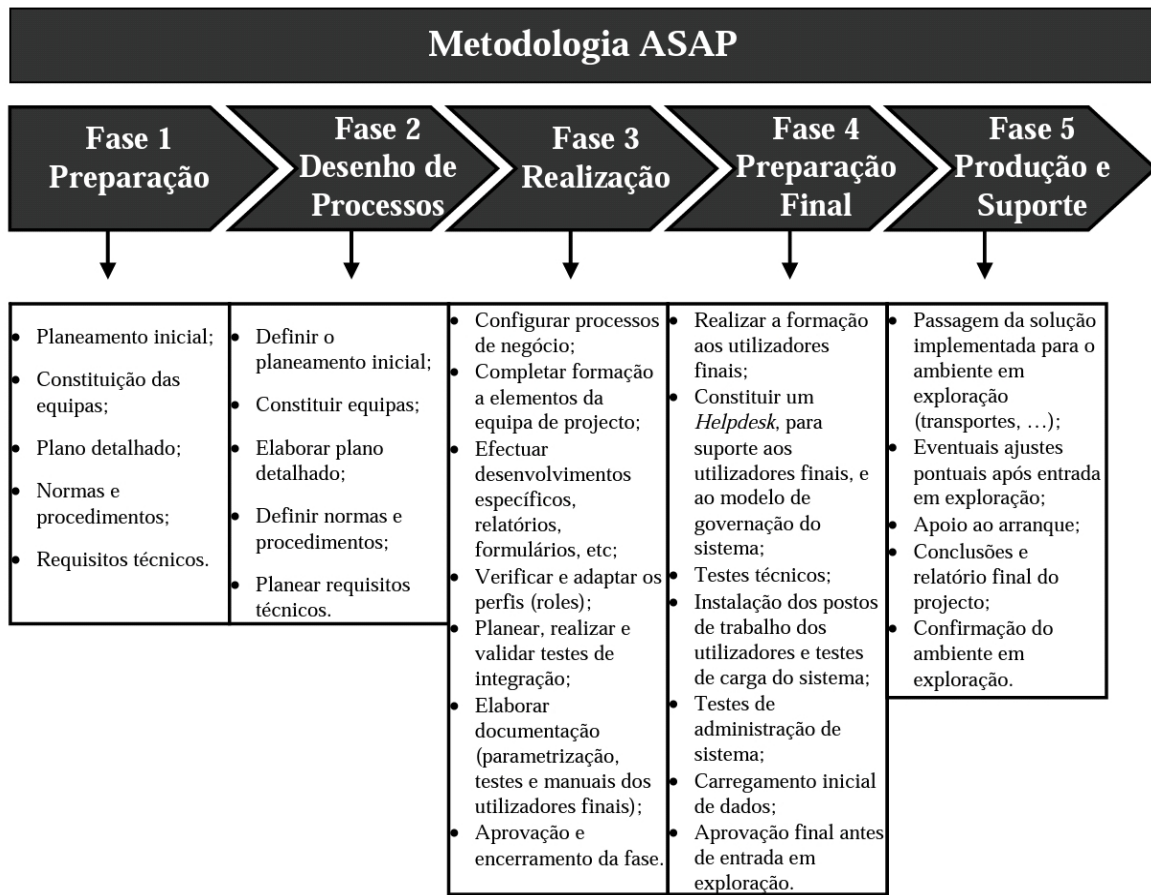 Metodologia ASAP
Fase 1
Preparação
Fase 2
Desenho de
Processos
Fase 3
Realização
Fase 4
Preparação
Final
Fase 5
Produção e
Suporte
• Planeamento inicial;
• Constituição das
equipas;
• Plano detalhado;
• Normas e
procedimentos;
• Requisitos técnicos.
• Definir o
planeamento inicial;
• Constituir equipas;
• Elaborar plano
detalhado;
• Definir normas e
procedimentos;
• Planear requisitos
técnicos.
• Configurar processos
de negócio;
• Completar formação
a elementos da
equipa de projecto;
• Efectuar
desenvolvimentos
específicos,
relatórios,
formulários, etc;
• Verificar e adaptar os
perfis (roles);
• Planear, realizar e
validar testes de
integração;
• Elaborar
documentação
(parametrização,
testes e manuais dos
utilizadores finais);
• Aprovação e
encerramento da fase.
• Realizar a formação
aos utilizadores
finais;
• Constituir um
Helpdesk, para
suporte aos
utilizadores finais, e
ao modelo de
governação do
sistema;
• Testes técnicos;
• Instalação dos postos
de trabalho dos
utilizadores e testes
de carga do sistema;
• Testes de
administração de
sistema;
• Carregamento inicial
de dados;
• Aprovação final antes
de entrada em
exploração.
• Passagem da solução
implementada para o
ambiente em
exploração
(transportes, …);
• Eventuais ajustes
pontuais após entrada
em exploração;
• Apoio ao arranque;
• Conclusões e
relatório final do
projecto;
• Confirmação do
ambiente em
exploração.